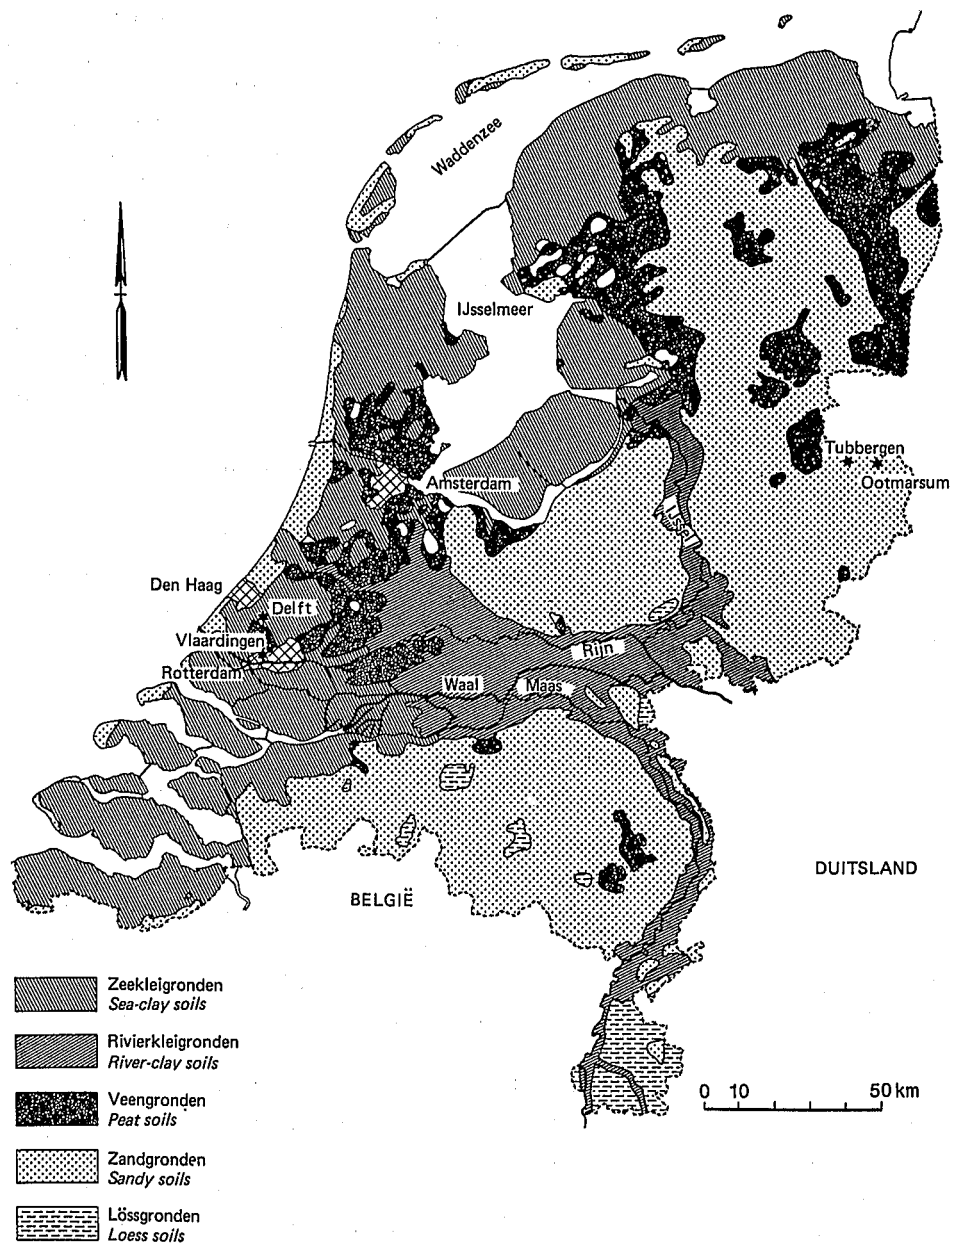 Waddenzee
IJsselmeer
Tubbergen
Amsterdam
Ootmarsum
Den Haag
Delft
Vlaardingen
Rijn
Rotterdam
Waal
Maas
DUITSLAND
BELGIË
Zeekleigronden
Sea-clay soils
Rivierkleigronden
River-clay soils
Veengronden
Peat soils
Zandgronden
Sandy soils
Lössgronden
Loess soils
0 10 50 km